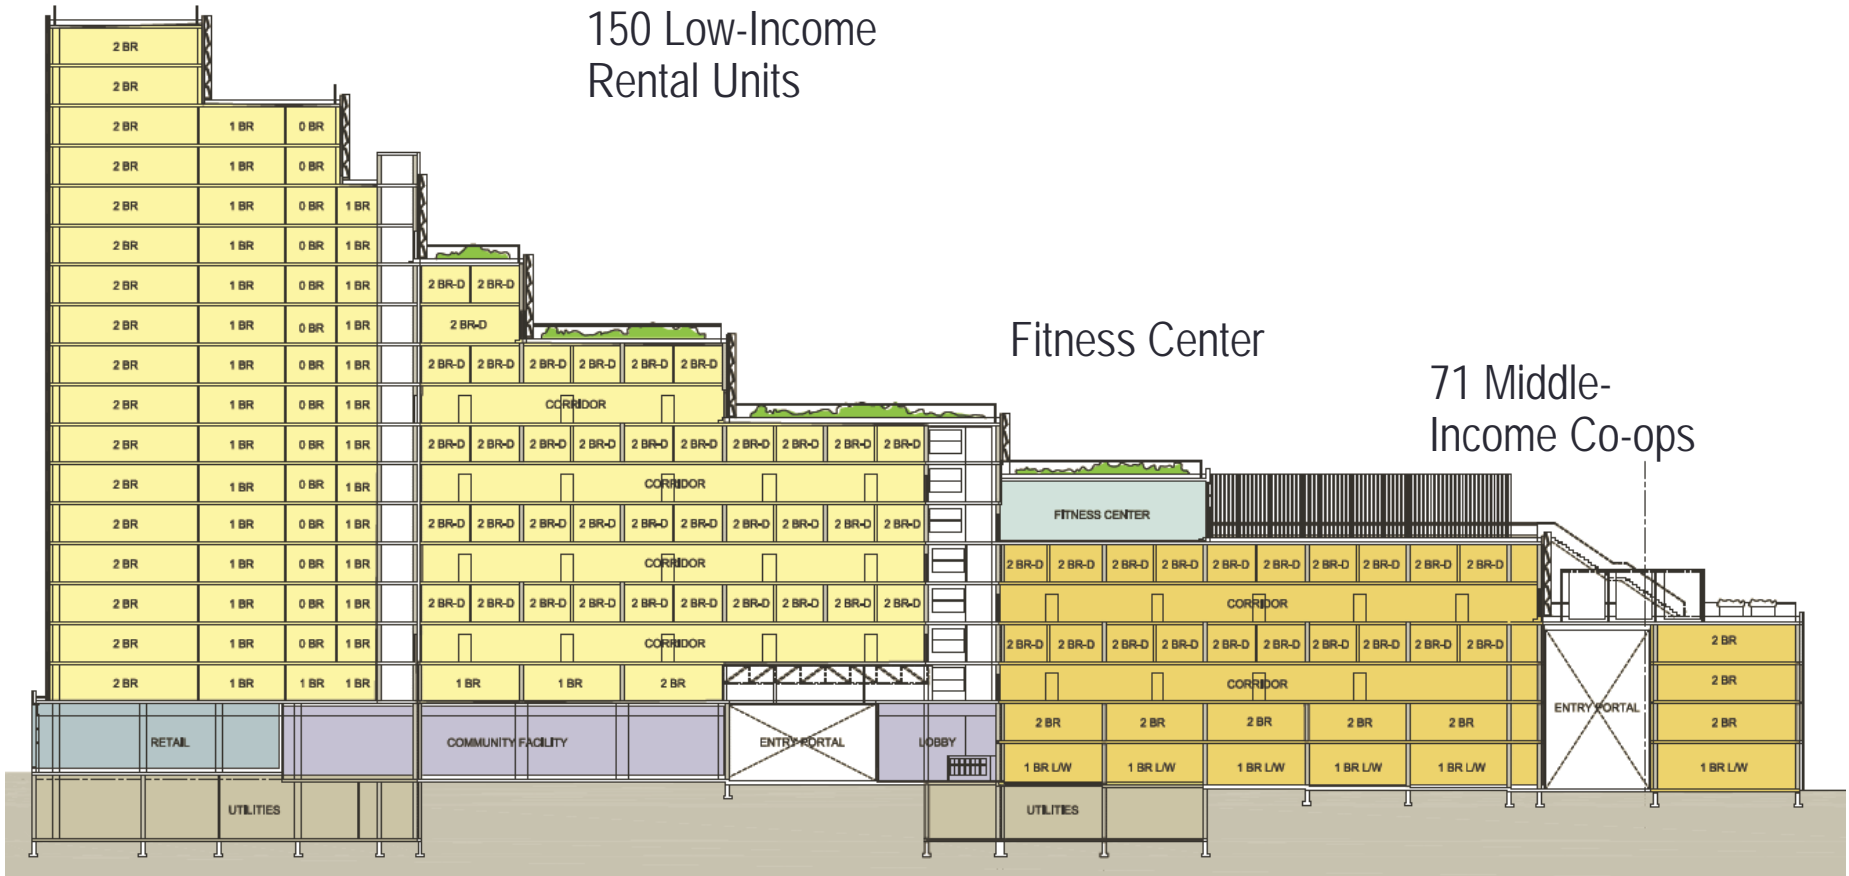 150 Low-Income
Rental Units
2 BR
2 BR
2 BR 1 BR 0 BR
2 BR 1 BR 0 BR
2 BR 1 BR 0 BR 1 BR
2 BR 1 BR 0 BR 1 BR
2 BR 1 BR 0 BR 1 BR 2 BR-D 2 BR-D
2 BR 1 BR 0 BR 1 BR 2 BR-D
Fitness Center
2 BR 1 BR 0 BR 1 BR 2 BR-D 2 BR-D 2 BR-D 2 BR-D 2 BR-D 2 BR-D
71 Middle-
Income Co-ops
2 BR 1 BR 0 BR 1 BR CORRIDOR
2 BR 1 BR 0 BR 1 BR 2 BR-D 2 BR-D 2 BR-D 2 BR-D 2 BR-D 2 BR-D 2 BR-D 2 BR-D 2 BR-D 2 BR-D
2 BR 1 BR 0 BR 1 BR CORRIDOR
2 BR 1 BR 0 BR 1 BR 2 BR-D 2 BR-D 2 BR-D 2 BR-D 2 BR-D 2 BR-D 2 BR-D 2 BR-D 2 BR-D 2 BR-D FITNESS CENTER
2 BR 1 BR 0 BR 1 BR CORRIDOR 2 BR-D 2 BR-D 2 BR-D 2 BR-D 2 BR-D 2 BR-D 2 BR-D 2 BR-D 2 BR-D 2 BR-D
2 BR 1 BR 0 BR 1 BR 2 BR-D 2 BR-D 2 BR-D 2 BR-D 2 BR-D 2 BR-D 2 BR-D 2 BR-D 2 BR-D 2 BR-D CORRIDOR
2 BR 1 BR 0 BR 1 BR CORRIDOR 2 BR-D 2 BR-D 2 BR-D 2 BR-D 2 BR-D 2 BR-D 2 BR-D 2 BR-D 2 BR-D 2 BR-D 2 BR
2 BR 1 BR 1 BR 1 BR 1 BR 1 BR 2 BR CORRIDOR 2 BR
ENTRY PORTAL
2 BR 2 BR 2 BR 2 BR 2 BR 2 BR
RETAIL COMMUNITY FACILITY ENTRY PORTAL LOBBY
1 BR L/W 1 BR L/W 1 BR L/W 1 BR L/W 1 BR L/W 1 BR L/W
UTILITIES UTILITIES